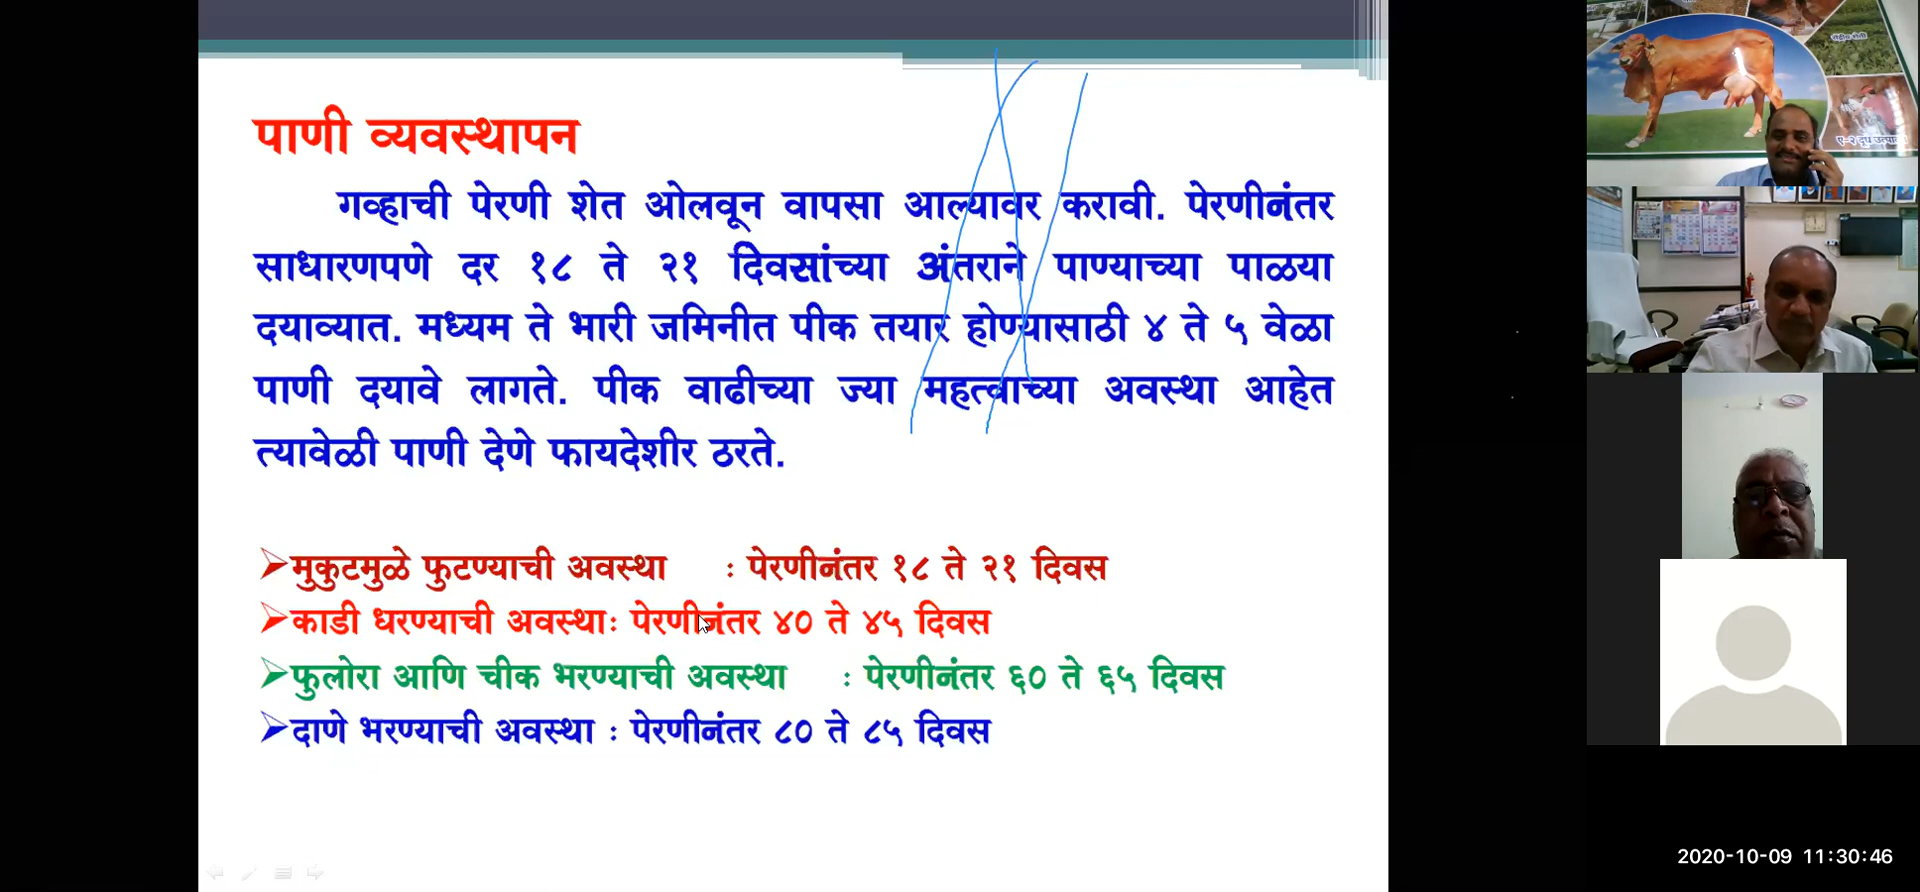 पाणी व्यवस्थापन
गव्हाची पेरणी शेत ओलवून वापसा आल्यावर करावी. पेरणीनंतर
साधारणपणे दर १८ ते २१ दिवसांच्या अंतराने पाण्याच्या पाळया
दयाव्यात. मध्यम ते भारी जमिनीत पीक तयार होण्यासाठी ४ ते ५ वेळा
पाणी दयावे लागते. पीक वाढीच्या ज्या महत्वाच्या अवस्था आहेत
त्यावेळी पाणी देणे फायदेशीर ठरते.
मुकुटमुळे फुटण्याची अवस्था : पेरणीनंतर १८ ते २१ दिवस
काडी धरण्याची अवस्थाः पेरणीनंतर ४० ते ४५ दिवस
फुलोरा आणि चीक भरण्याची अवस्था : पेरणीनंतर ६० ते ६५ दिवस
दाणे भरण्याची अवस्था : पेरणीनंतर ८० ते ८५ दिवस
ए-२ दूध उत्पादन
2020-10-09 11:30:46